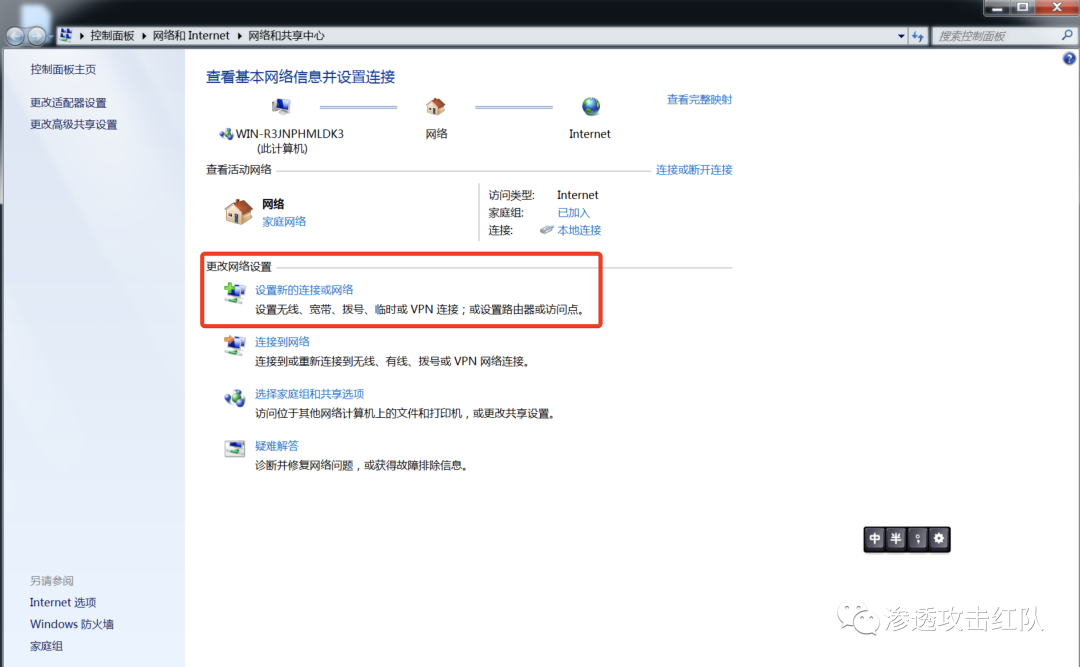 控制面板 网络和 Internet 网络和共享中心
搜索控制面板
控制面板主页
更改适配器设置
更改高级共享设置
查看基本网络信息并设置连接
查看完整映射
WIN-R3JNPHMLDK3
(此计算机)
网络
Internet
查看活动网络
连接或断开连接
网络
家庭网络
访问类型: Internet
家庭组: 已加入
连接: 本地连接
更改网络设置
设置新的连接或网络
设置无线、宽带、拨号、临时或 VPN 连接；或设置路由器或访问点。
连接到网络
连接到或重新连接到无线、有线、拨号或 VPN 网络连接。
选择家庭组和共享选项
访问位于其他网络计算机上的文件和打印机，或更改共享设置。
疑难解答
诊断并修复网络问题，或获得故障排除信息。
中 半
另请参阅
Internet 选项
Windows 防火墙
家庭组
渗透攻击红队